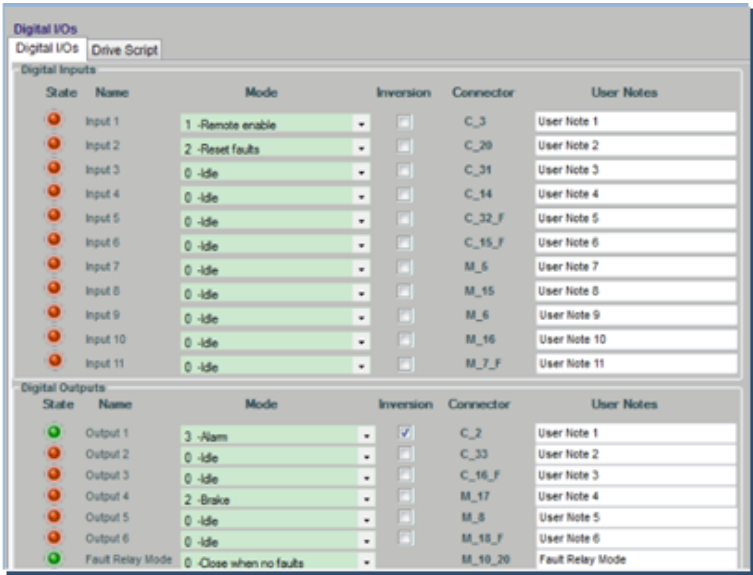 Digital I/Os
Digital I/Os Drive Script
Digital Inputs
State Name Mode Inversion Connector User Notes
Input 1 1 -Remote enable C_3 User Note 1
Input 2 2 -Reset faults C_20 User Note 2
Input 3 0 -Idle C_31 User Note 3
Input 4 0 -Idle C_14 User Note 4
Input 5 0 -Idle C_32_F User Note 5
Input 6 0 -Idle C_15_F User Note 6
Input 7 0 -Idle M_5 User Note 7
Input 8 0 -Idle M_15 User Note 8
Input 9 0 -Idle M_6 User Note 9
Input 10 0 -Idle M_16 User Note 10
Input 11 0 -Idle M_7_F User Note 11
Digital Outputs
State Name Mode Inversion Connector User Notes
Output 1 3 -Alarm C_2 User Note 1
Output 2 0 -Idle C_33 User Note 2
Output 3 0 -Idle C_16_F User Note 3
Output 4 2 -Brake M_17 User Note 4
Output 5 0 -Idle M_8 User Note 5
Output 6 0 -Idle M_18_F User Note 6
Fault Relay Mode 0 -Close when no faults M_10_20 Fault Relay Mode